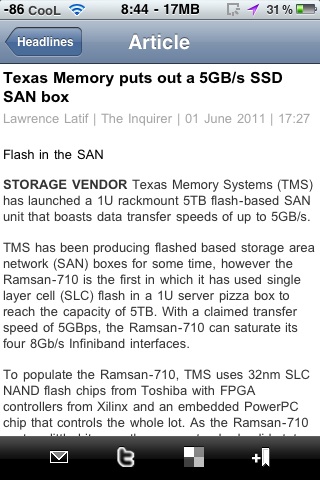 -86 CooL 8:44 - 17MB 31 %
Headlines
Article
Texas Memory puts out a 5GB/s SSD
SAN box
Lawrence Latif | The Inquirer | 01 June 2011 | 17:27
Flash in the SAN
STORAGE VENDOR Texas Memory Systems (TMS)
has launched a 1U rackmount 5TB flash-based SAN
unit that boasts data transfer speeds of up to 5GB/s.
TMS has been producing flashed based storage area
network (SAN) boxes for some time, however the
Ramsan-710 is the first in which it has used single
layer cell (SLC) flash in a 1U server pizza box to
reach the capacity of 5TB. With a claimed transfer
speed of 5GBps, the Ramsan-710 can saturate its
four 8Gb/s Infiniband interfaces.
To populate the Ramsan-710, TMS uses 32nm SLC
NAND flash chips from Toshiba with FPGA
controllers from Xilinx and an embedded PowerPC
chip that controls the whole lot. As the Ramsan-710